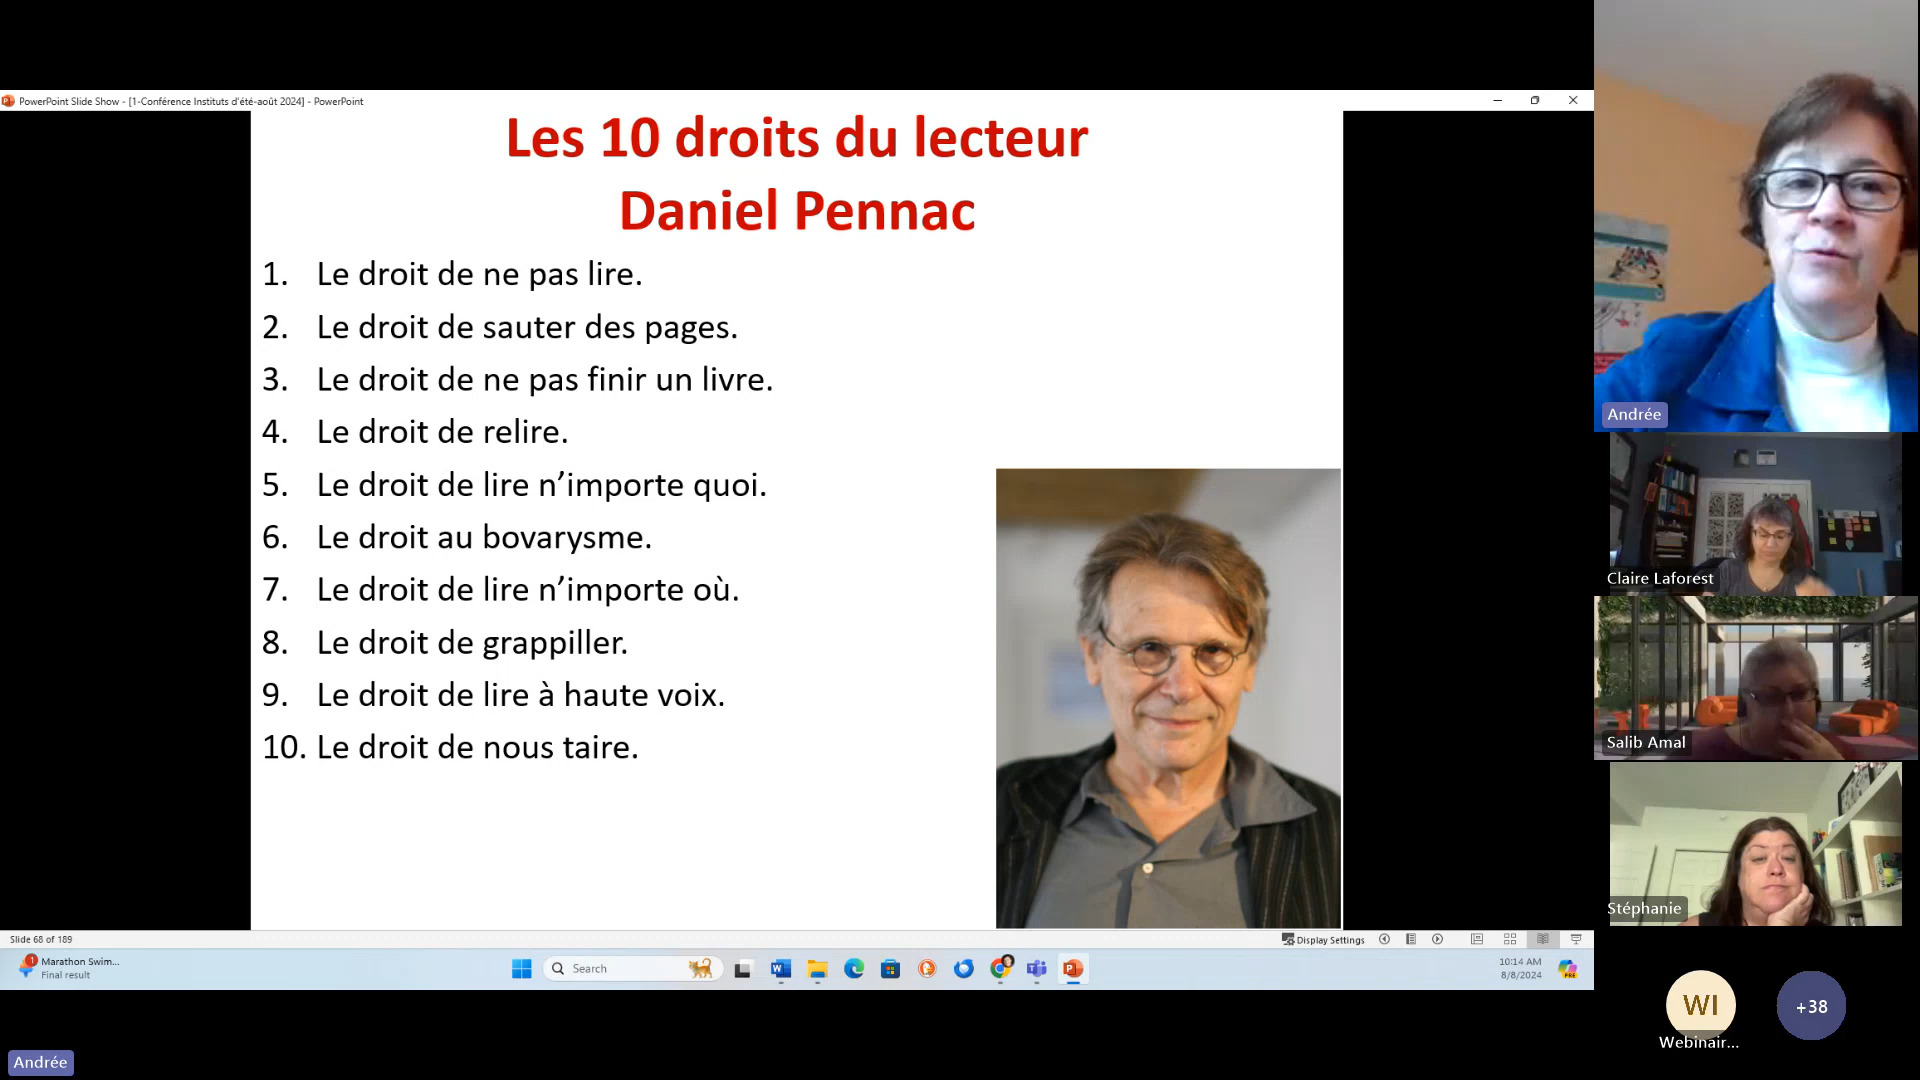 PowerPoint Slide Show - [1-Conférence Instituts d'été-août 2024] - PowerPoint
Les 10 droits du lecteur
Daniel Pennac
1. Le droit de ne pas lire.
2. Le droit de sauter des pages.
3. Le droit de ne pas finir un livre.
4. Le droit de relire.
5. Le droit de lire n’importe quoi.
6. Le droit au bovarysme.
7. Le droit de lire n’importe où.
8. Le droit de grappiller.
9. Le droit de lire à haute voix.
10. Le droit de nous taire.
Slide 68 of 189
Display Settings
1
Marathon Swim...
Final result
Search
10:14 AM
8/8/2024
PRE
Andrée
Andrée
Claire Laforest
Salib Amal
Stéphanie
WI
Webinair...
+38